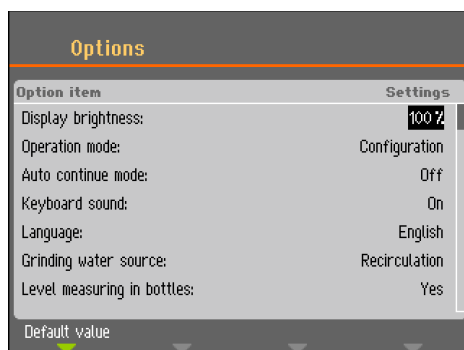 Options
Option item Settings
Display brightness: 100 %
Operation mode: Configuration
Auto continue mode: Off
Keyboard sound: On
Language: English
Grinding water source: Recirculation
Level measuring in bottles: Yes
Default value